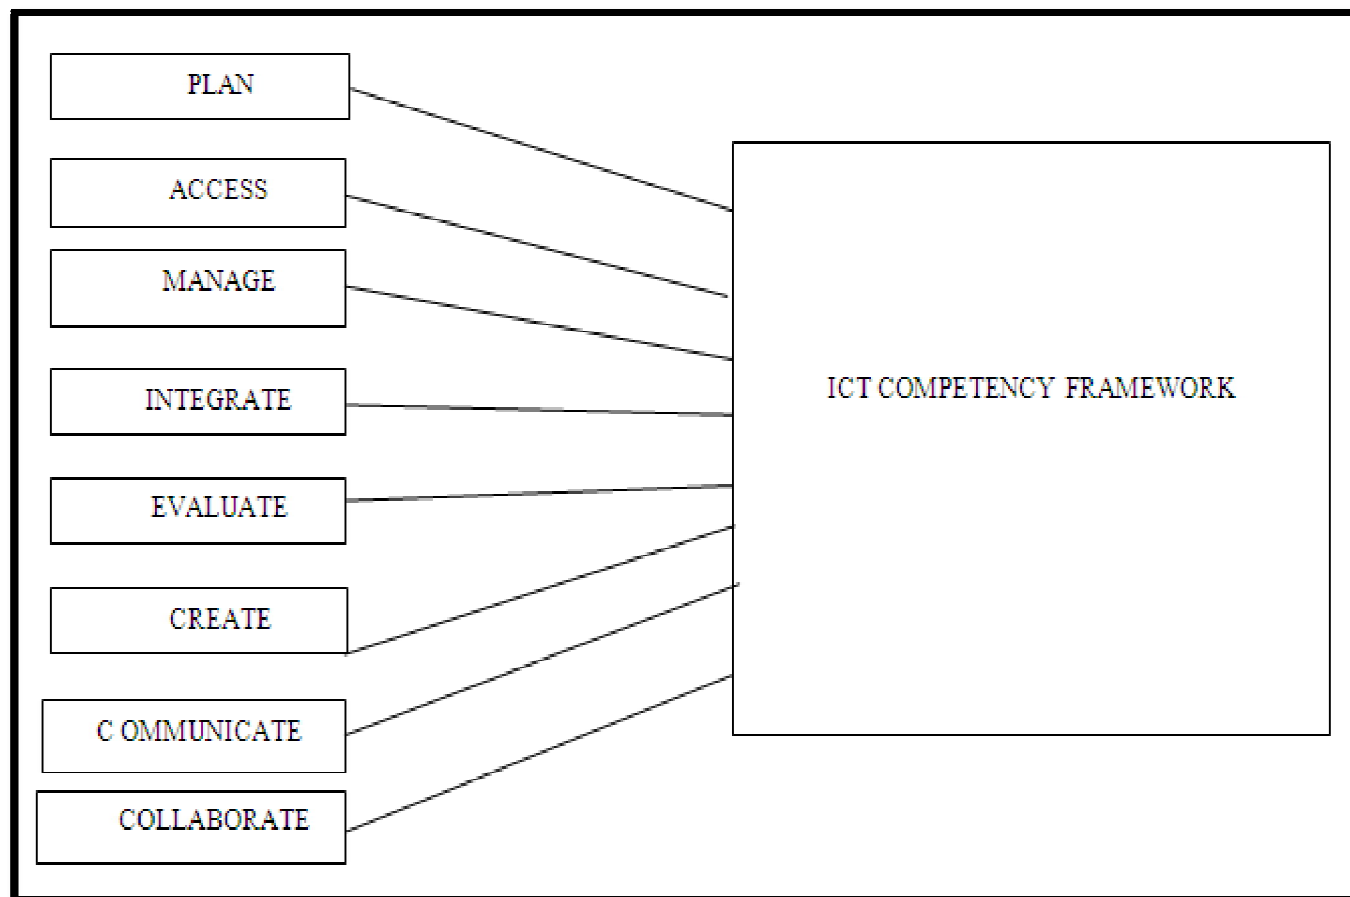 PLAN
ACCESS
MANAGE
INTEGRATE
EVALUATE
CREATE
C OMMUNICATE
COLLABORATE
ICT COMPETENCY FRAMEWORK